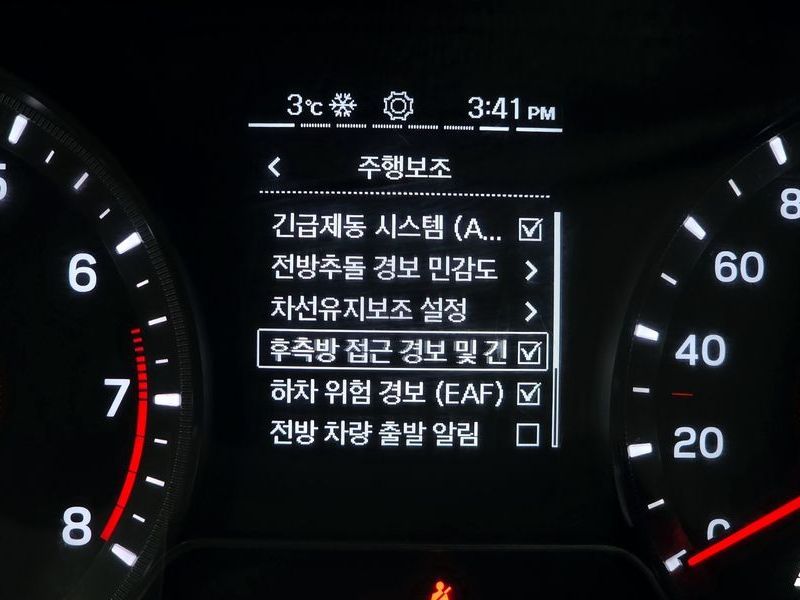 3℃ 3:41 PM
주행보조
긴급제동 시스템 (A...
전방추돌 경보 민감도
차선유지보조 설정
후측방 접근 경보 및 긴
하차 위험 경보 (EAF)
전방 차량 출발 알림
6
7
8
60
40
20
0